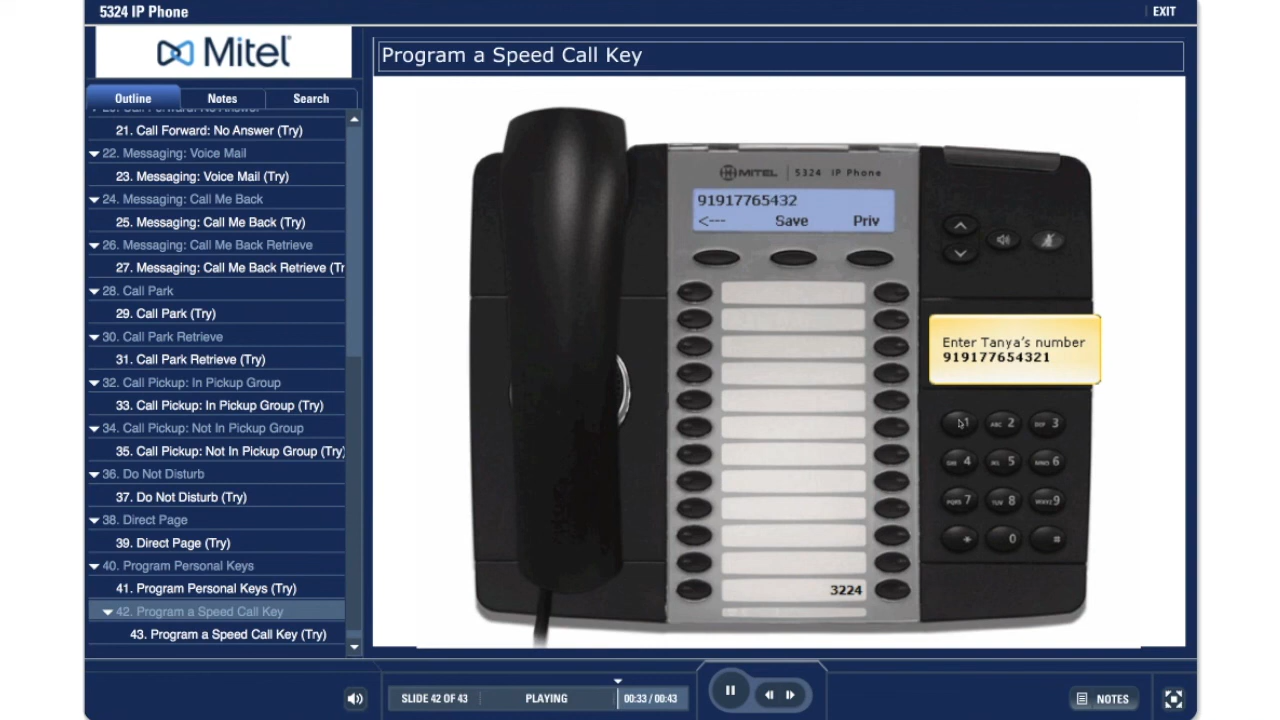 5324 IP Phone
EXIT
Mitel
Program a Speed Call Key
Outline
Notes
Search
21. Call Forward: No Answer (Try)
22. Messaging: Voice Mail
23. Messaging: Voice Mail (Try)
24. Messaging: Call Me Back
25. Messaging: Call Me Back (Try)
26. Messaging: Call Me Back Retrieve
27. Messaging: Call Me Back Retrieve (Tr
28. Call Park
29. Call Park (Try)
30. Call Park Retrieve
31. Call Park Retrieve (Try)
32. Call Pickup: In Pickup Group
33. Call Pickup: In Pickup Group (Try)
34. Call Pickup: Not In Pickup Group
35. Call Pickup: Not In Pickup Group (Try)
36. Do Not Disturb
37. Do Not Disturb (Try)
38. Direct Page
39. Direct Page (Try)
40. Program Personal Keys
41. Program Personal Keys (Try)
42. Program a Speed Call Key
43. Program a Speed Call Key (Try)
MITEL | 5324 IP Phone
91917765432
<--- Save Priv
Enter Tanya's number
919177654321
1 ABC 2 DEF 3
GHI 4 JKL 5 MNO 6
PQRS 7 TUV 8 WXYZ 9
* 0 #
3224
SLIDE 42 OF 43
PLAYING
00:33 / 00:43
NOTES